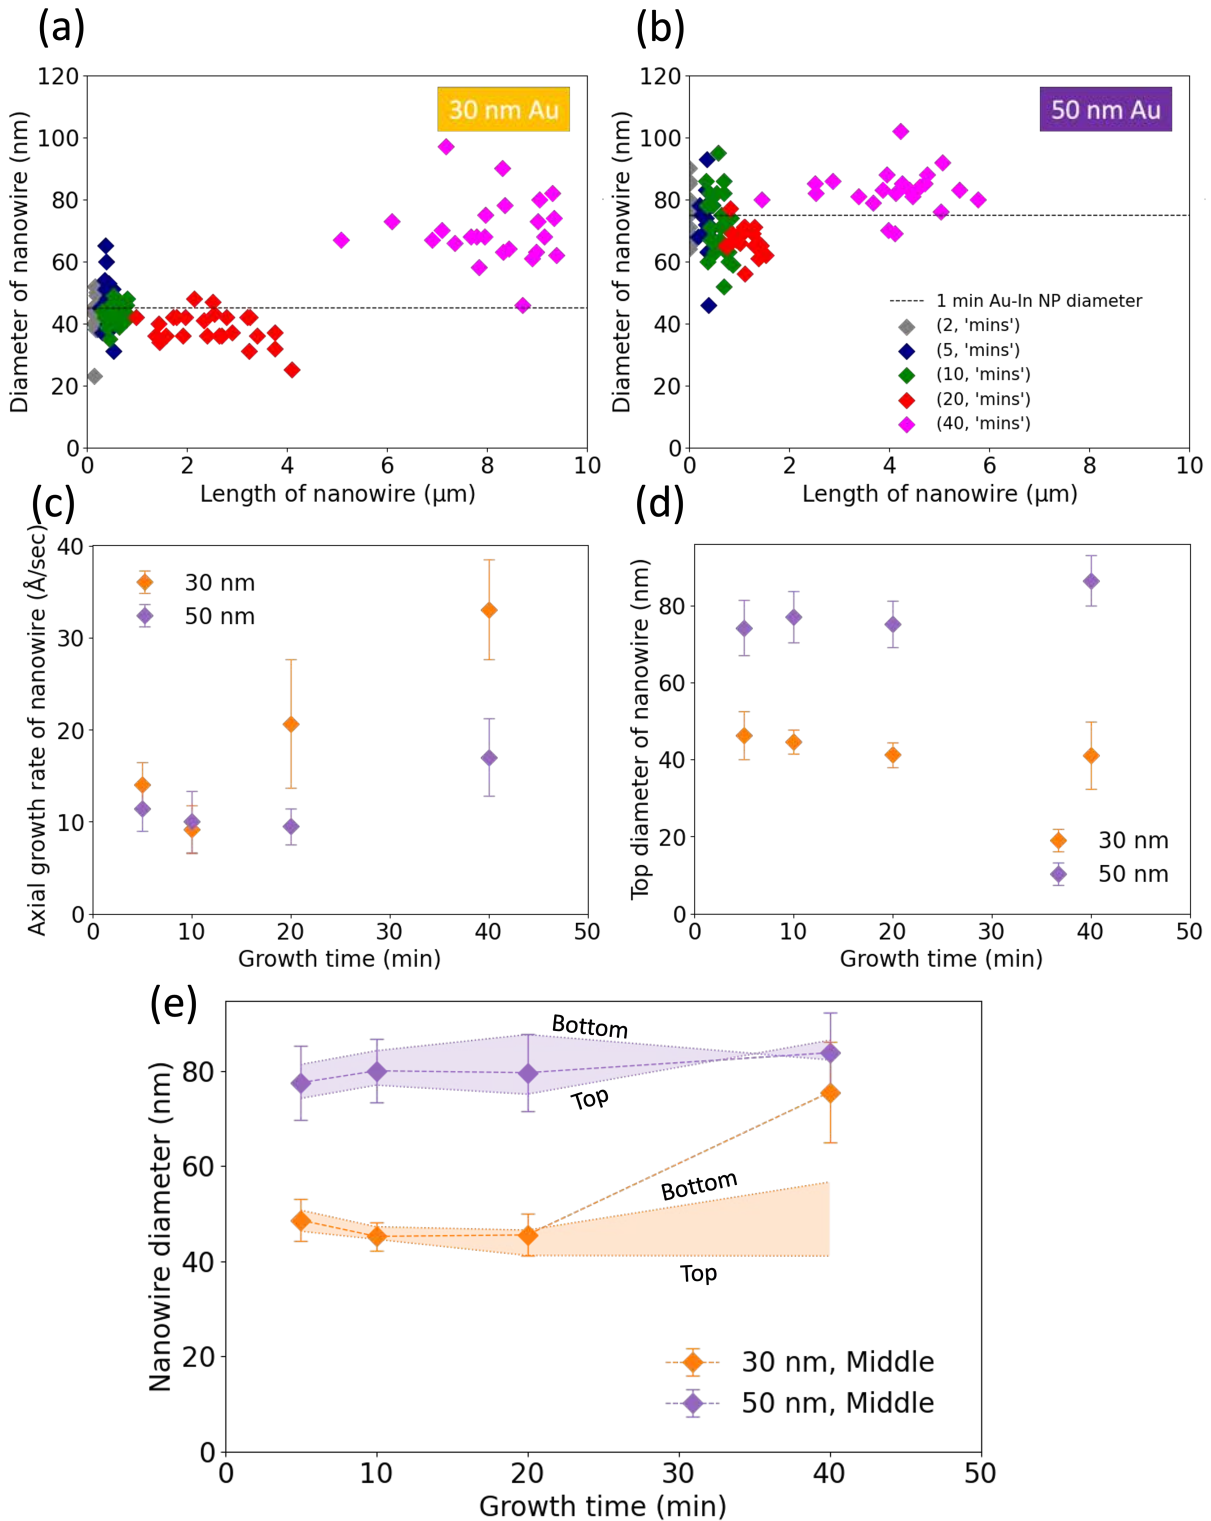 (a)
(b)
120
100
80
60
40
20
0
0
2
4
6
8
10
Diameter of nanowire (nm)
Length of nanowire (μm)
30 nm Au
120
100
80
60
40
20
0
0
2
4
6
8
10
Diameter of nanowire (nm)
Length of nanowire (μm)
50 nm Au
1 min Au-In NP diameter
(2, 'mins')
(5, 'mins')
(10, 'mins')
(20, 'mins')
(40, 'mins')
(c)
(d)
40
30
20
10
0
0
10
20
30
40
50
Axial growth rate of nanowire (Å/sec)
Growth time (min)
30 nm
50 nm
80
60
40
20
0
0
10
20
30
40
50
Top diameter of nanowire (nm)
Growth time (min)
30 nm
50 nm
(e)
80
60
40
20
0
0
10
20
30
40
50
Nanowire diameter (nm)
Growth time (min)
Bottom
Top
Bottom
Top
30 nm, Middle
50 nm, Middle